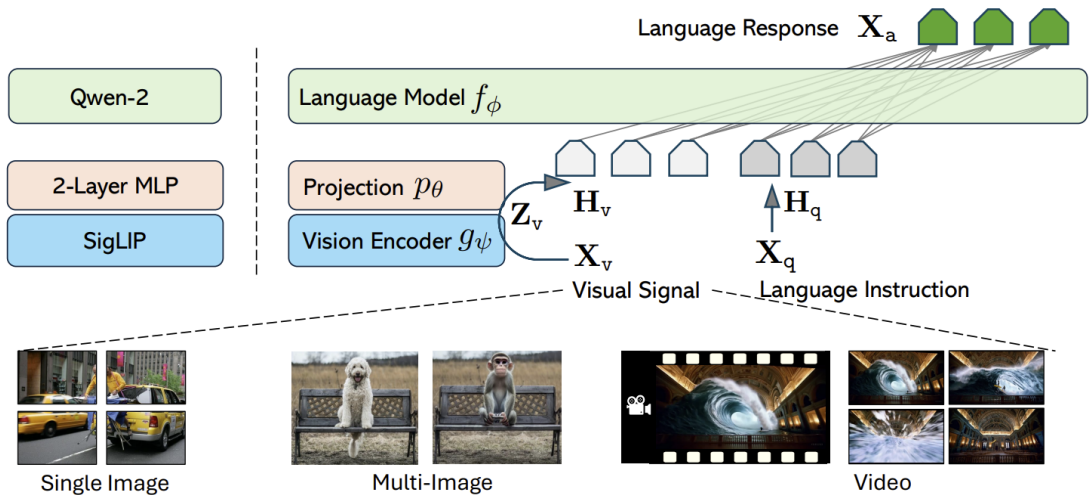 Language Response X_a
Qwen-2
Language Model f_ϕ
2-Layer MLP
Projection p_θ
Z_v
H_v
H_q
SigLIP
Vision Encoder g_ψ
X_v
X_q
Visual Signal
Language Instruction
Single Image
Multi-Image
Video